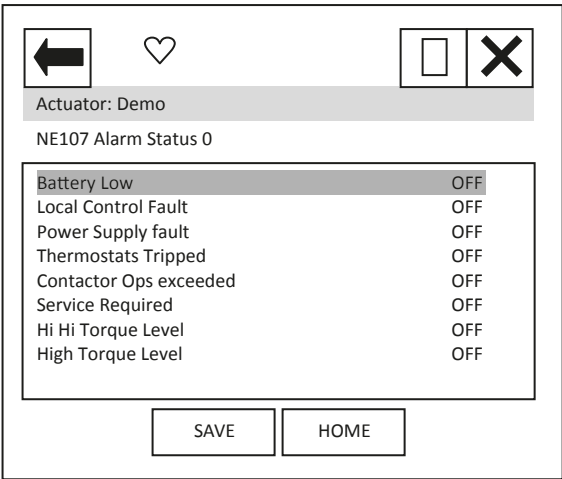 Actuator: Demo
NE107 Alarm Status 0
Battery Low OFF
Local Control Fault OFF
Power Supply fault OFF
Thermostats Tripped OFF
Contactor Ops exceeded OFF
Service Required OFF
Hi Hi Torque Level OFF
High Torque Level OFF
SAVE HOME